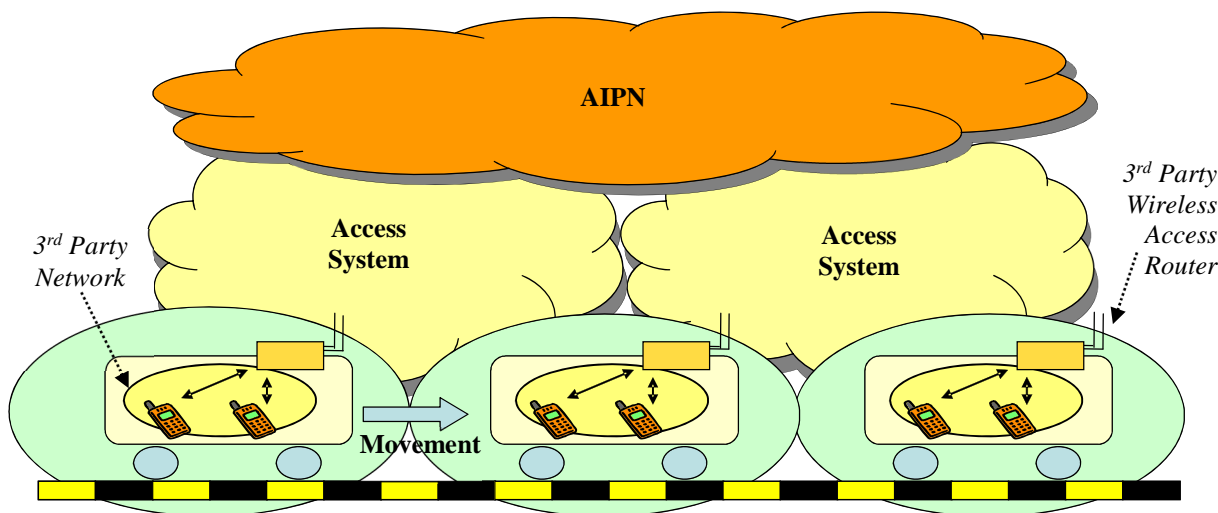 AIPN
Access
System
Access
System
3rd Party
Network
3rd Party
Wireless
Access
Router
Movement